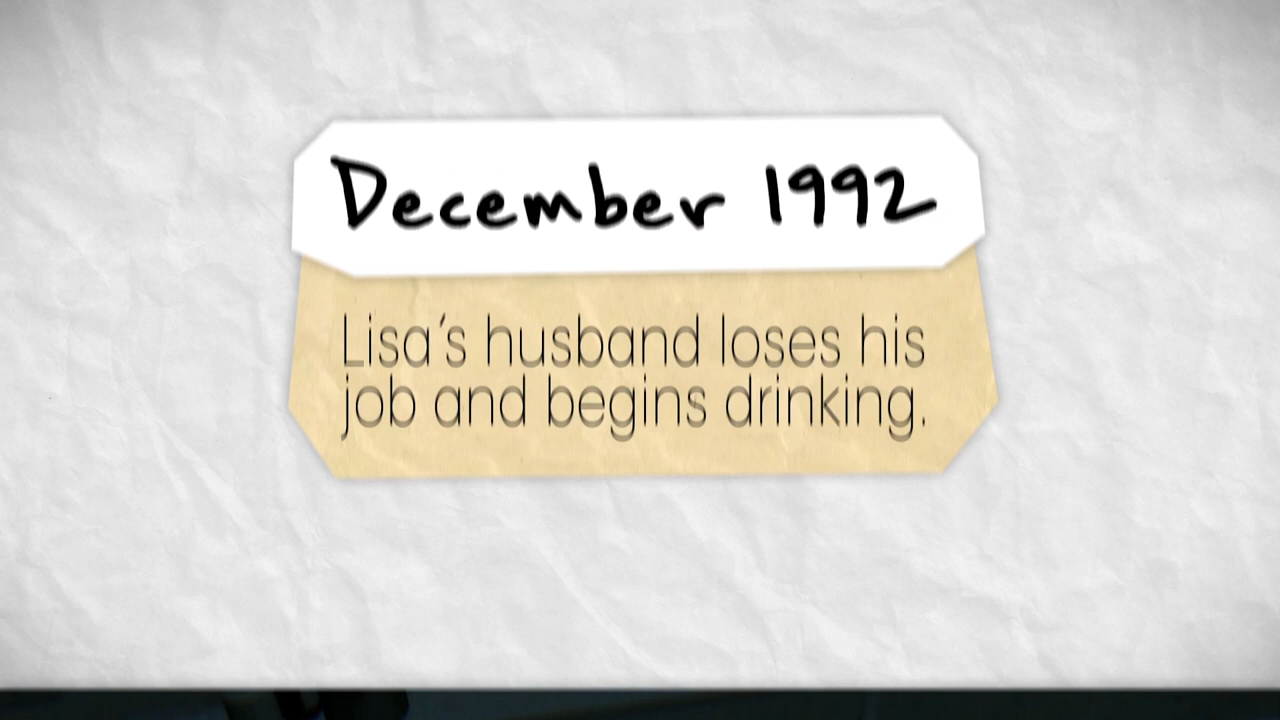 December 1992
Lisa's husband loses his
job and begins drinking.